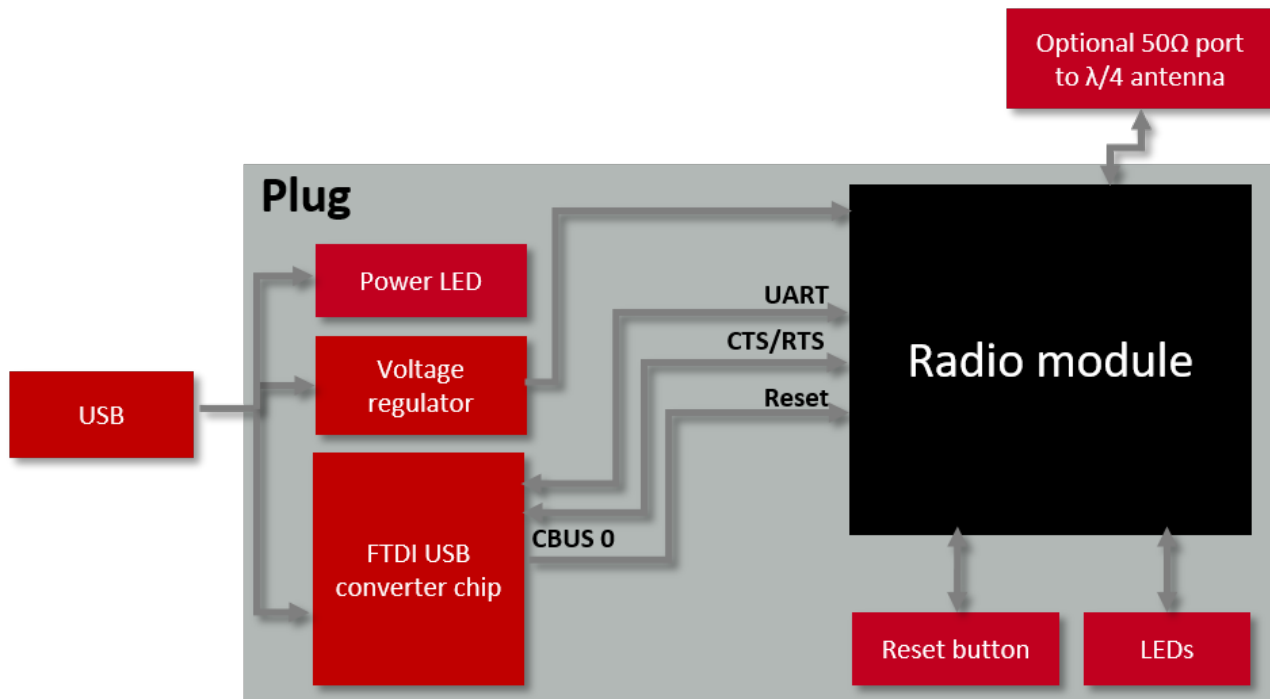 Optional 50Ω port
to λ/4 antenna
Plug
Power LED
UART
CTS/RTS
Radio module
Voltage
regulator
Reset
USB
CBUS 0
FTDI USB
converter chip
Reset button
LEDs